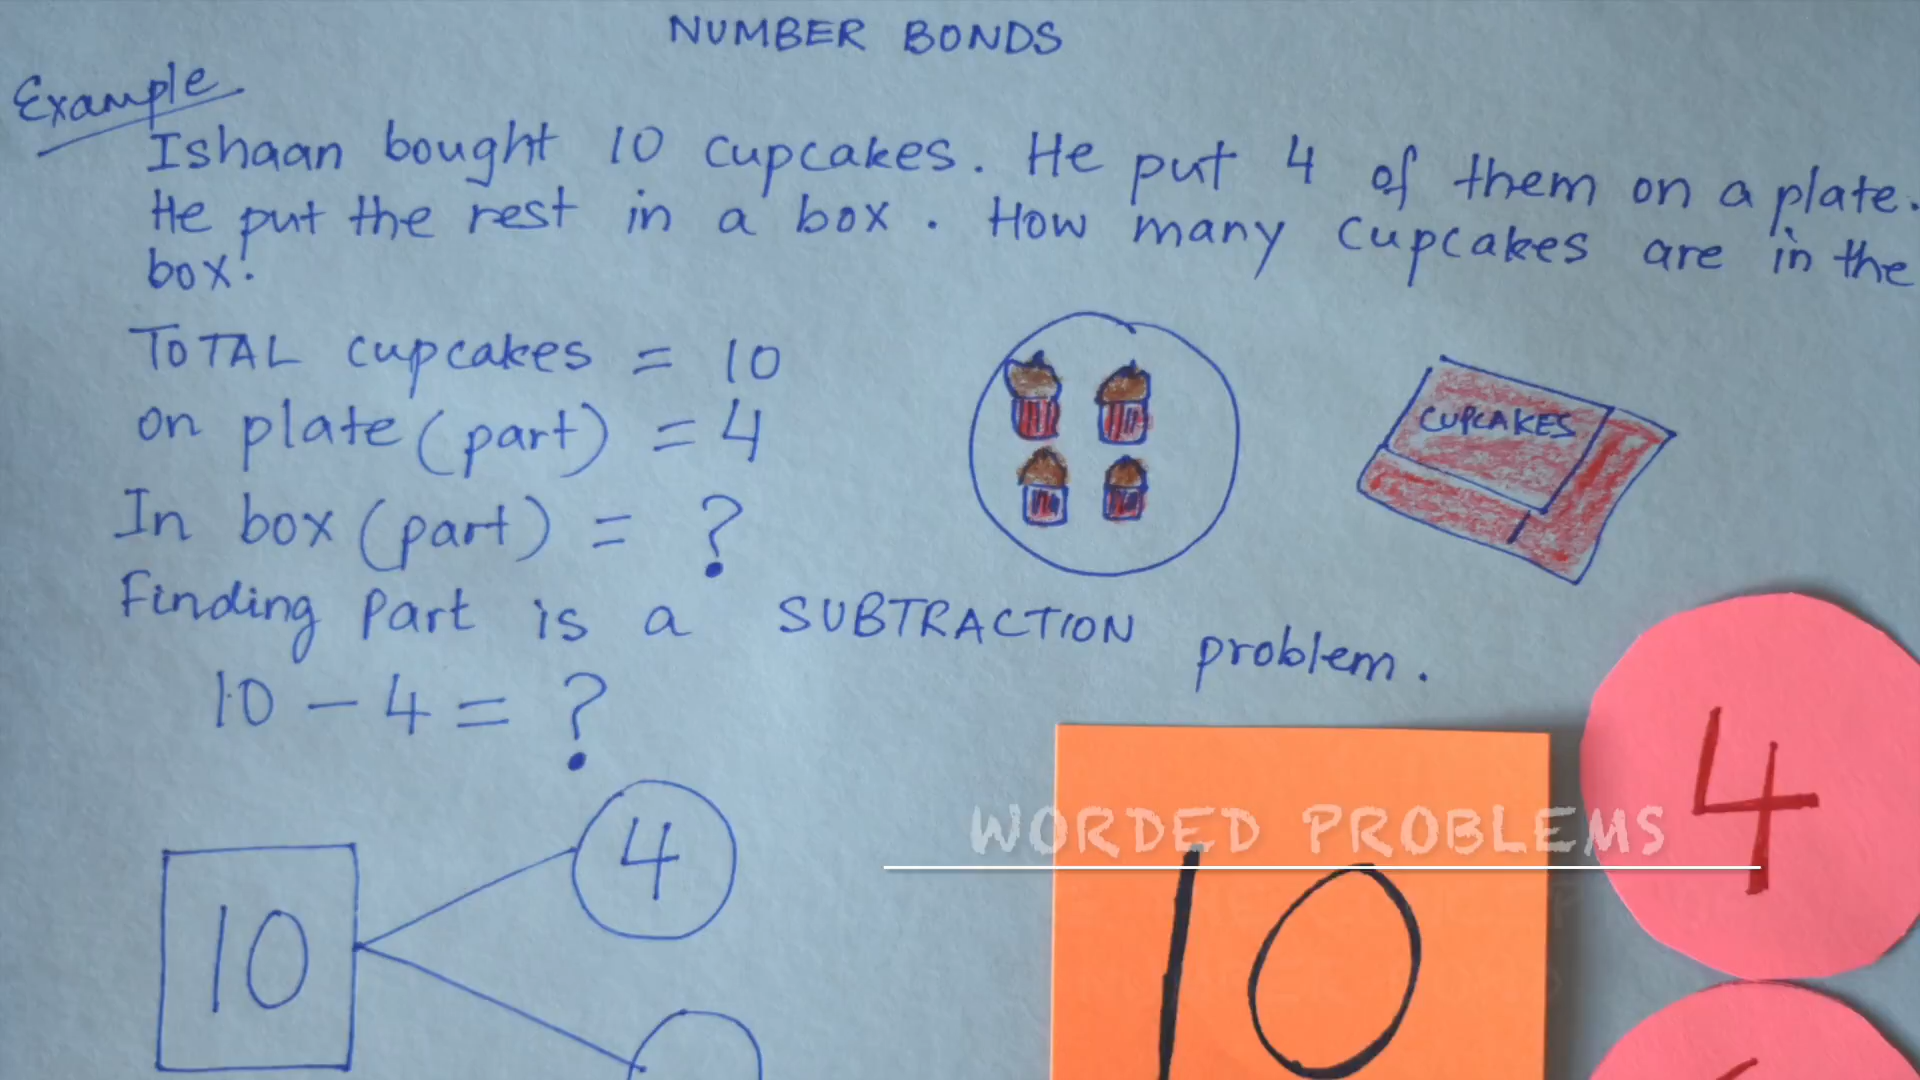 NUMBER BONDS
Example
Ishaan bought 10 cupcakes. He put 4 of them on a plate.
He put the rest in a box. How many cupcakes are in the
box?
TOTAL cupcakes = 10
on plate (part) = 4
In box (part) = ?
Finding Part is a SUBTRACTION problem.
10 - 4 = ?
CUPCAKES
4
10
WORDED PROBLEMS
10
4